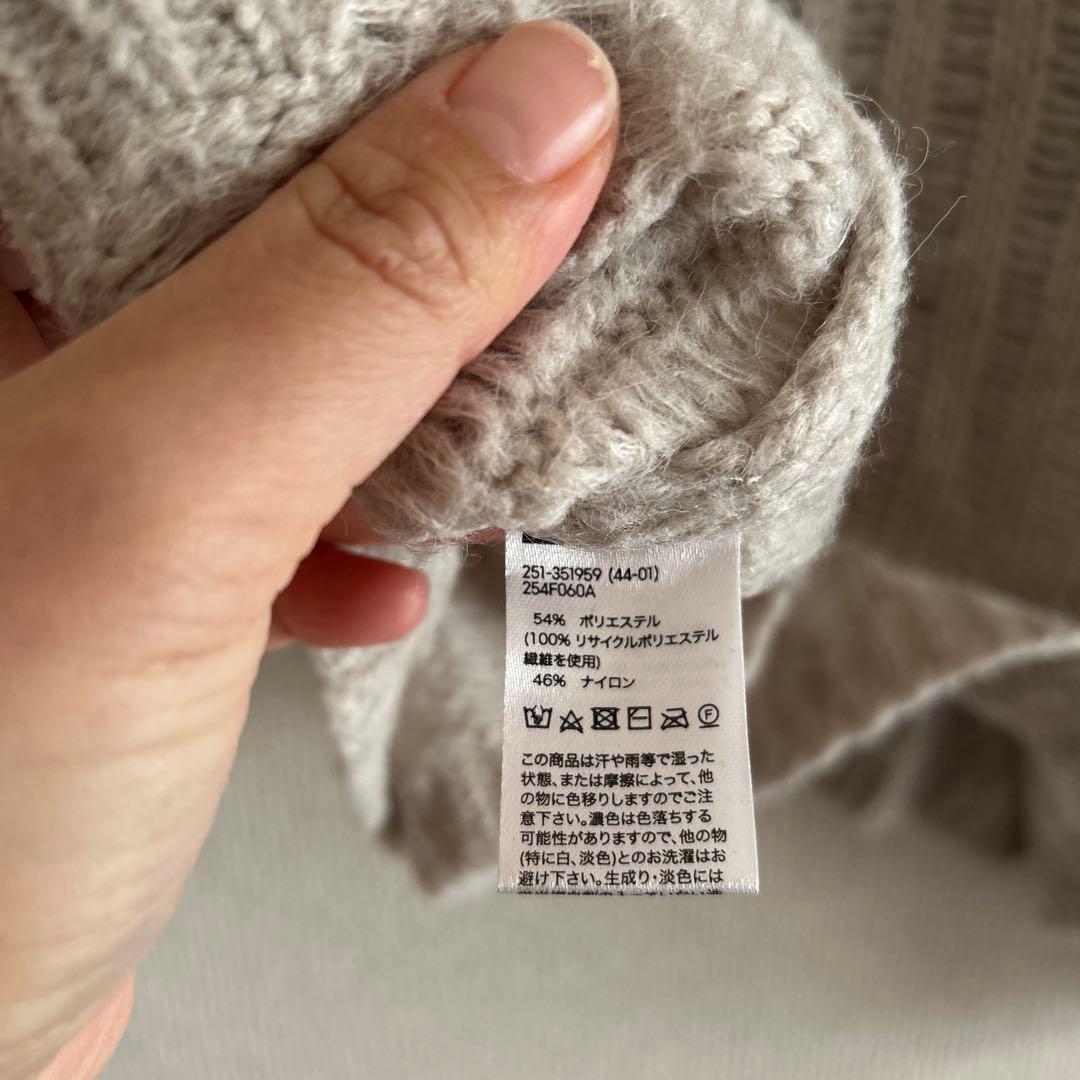 251-351959 (44-01)
254F060A
54% ポリエステル
(100% リサイクルポリエステル
繊維を使用)
46% ナイロン
この商品は汗や雨等で湿った
状態、または摩擦によって、他
の物に色移りしますのでご注
意下さい。濃色は色落ちする
可能性がありますので、他の物
(特に白、淡色)とのお洗濯はお
避け下さい。生成り・淡色には